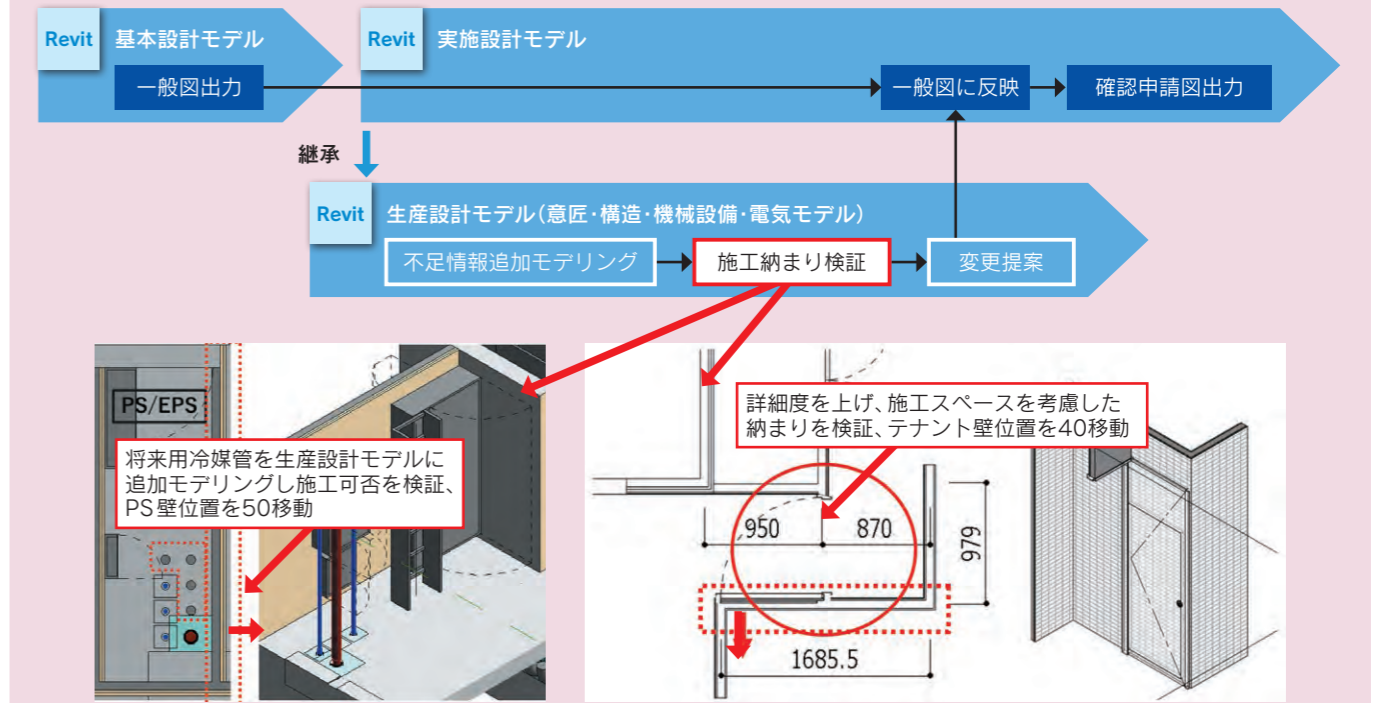 Revit 基本設計モデル
一般図出力
Revit 実施設計モデル
一般図に反映
確認申請図出力
継承
Revit 生産設計モデル(意匠・構造・機械設備・電気モデル)
不足情報追加モデリング
施工納まり検証
変更提案
PS/EPS
将来用冷媒管を生産設計モデルに
追加モデリングし施工可否を検証、
PS壁位置を50移動
詳細度を上げ、施工スペースを考慮した
納まりを検証、テナント壁位置を40移動
950
870
979
1685.5